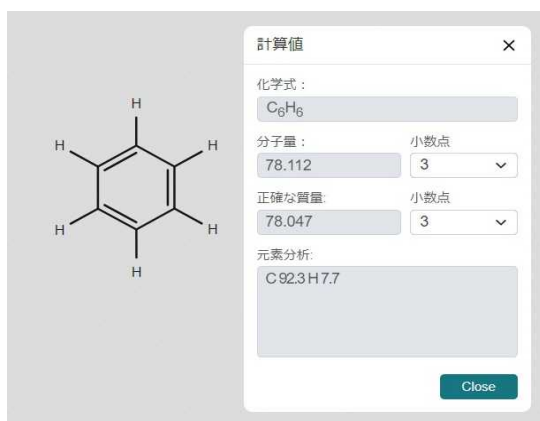 計算値
化学式：
C₆H₆
分子量： 小数点
78.112 3
正確な質量: 小数点
78.047 3
元素分析:
C 92.3 H 7.7
Close
H
H H
H H
H